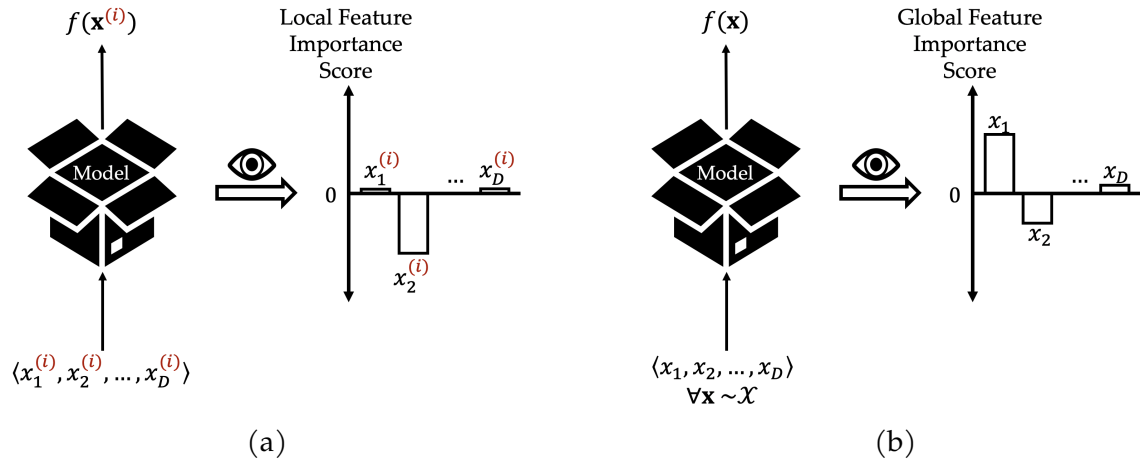 f(x^(i))
Local Feature
Importance
Score
Model
0
x_1^(i)
...
x_D^(i)
x_2^(i)
⟨x_1^(i), x_2^(i), ..., x_D^(i)⟩
(a)
f(x)
Global Feature
Importance
Score
Model
0
x_1
...
x_D
x_2
⟨x_1, x_2, ..., x_D⟩
∀x ~ 𝒳
(b)